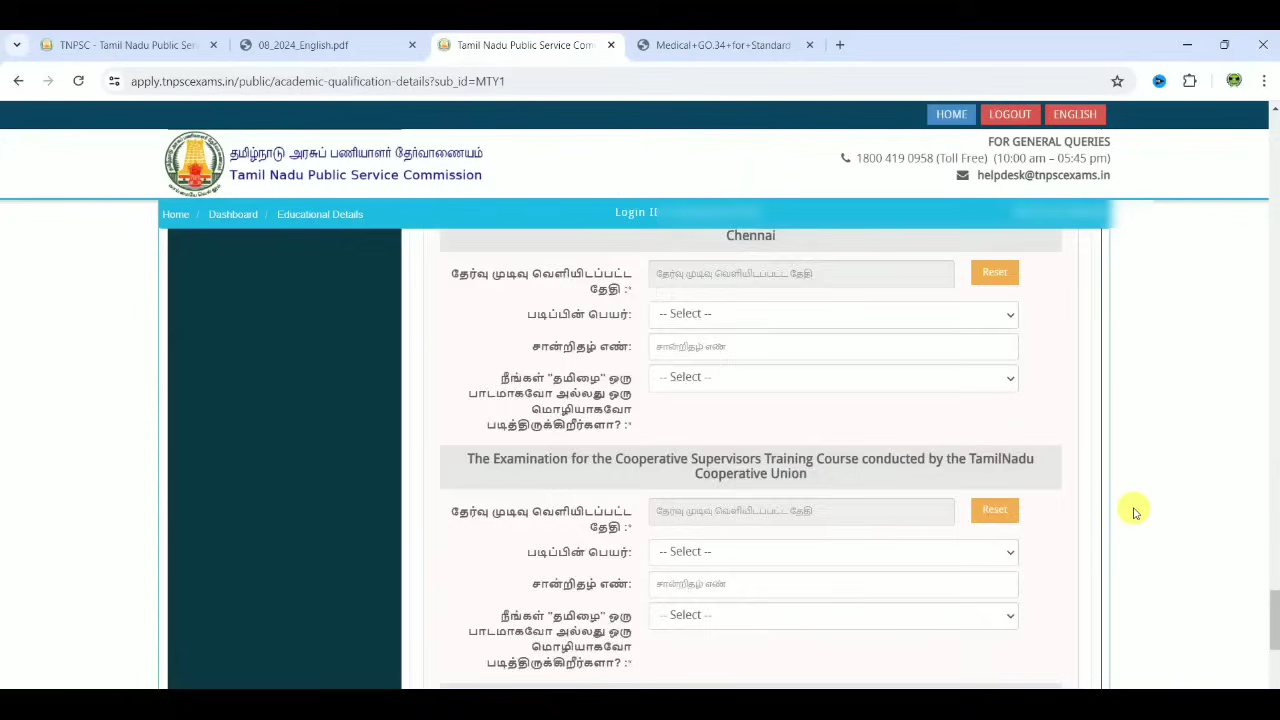 TNPSC - Tamil Nadu Public Ser
08_2024_English.pdf
Tamil Nadu Public Service Com
Medical+GO.34+for+Standard
apply.tnpscexams.in/public/academic-qualification-details?sub_id=MTY1
HOME
LOGOUT
ENGLISH
தமிழ்நாடு அரசுப் பணியாளர் தேர்வாணையம்
Tamil Nadu Public Service Commission
FOR GENERAL QUERIES
1800 419 0958 (Toll Free) (10:00 am – 05:45 pm)
helpdesk@tnpscexams.in
Home / Dashboard / Educational Details
Login ID
Chennai
தேர்வு முடிவு வெளியிடப்பட்ட
தேதி :*
தேர்வு முடிவு வெளியிடப்பட்ட தேதி
Reset
படிப்பின் பெயர்:
-- Select --
சான்றிதழ் எண்:
சான்றிதழ் எண்
நீங்கள் "தமிழை" ஒரு
பாடமாகவோ அல்லது ஒரு
மொழியாகவோ
படித்திருக்கிறீர்களா? :*
-- Select --
The Examination for the Cooperative Supervisors Training Course conducted by the TamilNadu
Cooperative Union
தேர்வு முடிவு வெளியிடப்பட்ட
தேதி :*
தேர்வு முடிவு வெளியிடப்பட்ட தேதி
Reset
படிப்பின் பெயர்:
-- Select --
சான்றிதழ் எண்:
சான்றிதழ் எண்
நீங்கள் "தமிழை" ஒரு
பாடமாகவோ அல்லது ஒரு
மொழியாகவோ
படித்திருக்கிறீர்களா? :*
-- Select --